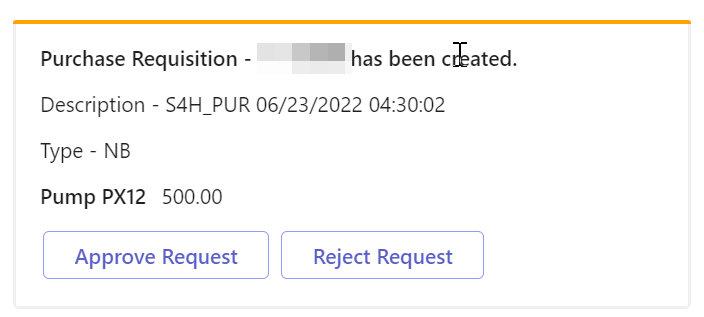 Purchase Requisition - has been created.
Description - S4H_PUR 06/23/2022 04:30:02
Type - NB
Pump PX12 500.00
Approve Request Reject Request